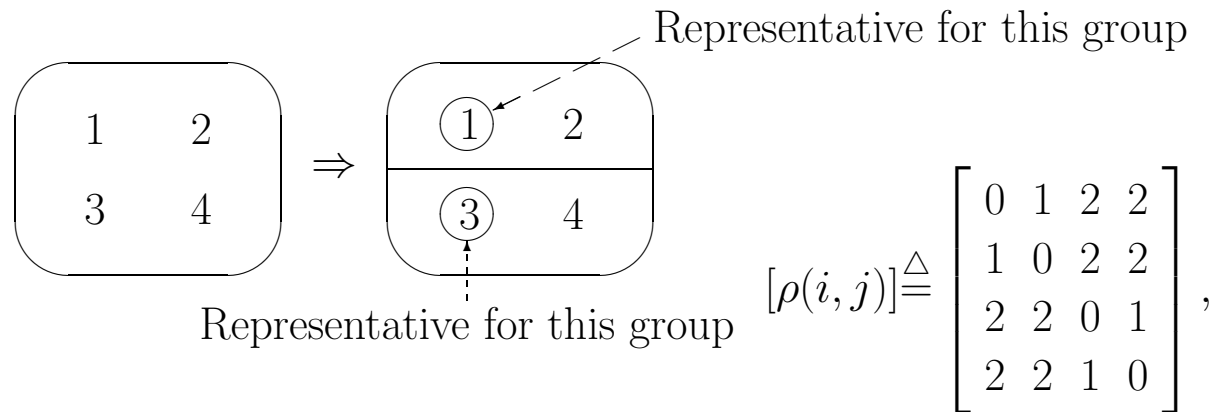 Representative for this group
1 2
3 4
⇒
1 2
3 4
Representative for this group
[ρ(i, j)] ≜ [
0 1 2 2
1 0 2 2
2 2 0 1
2 2 1 0
] ,